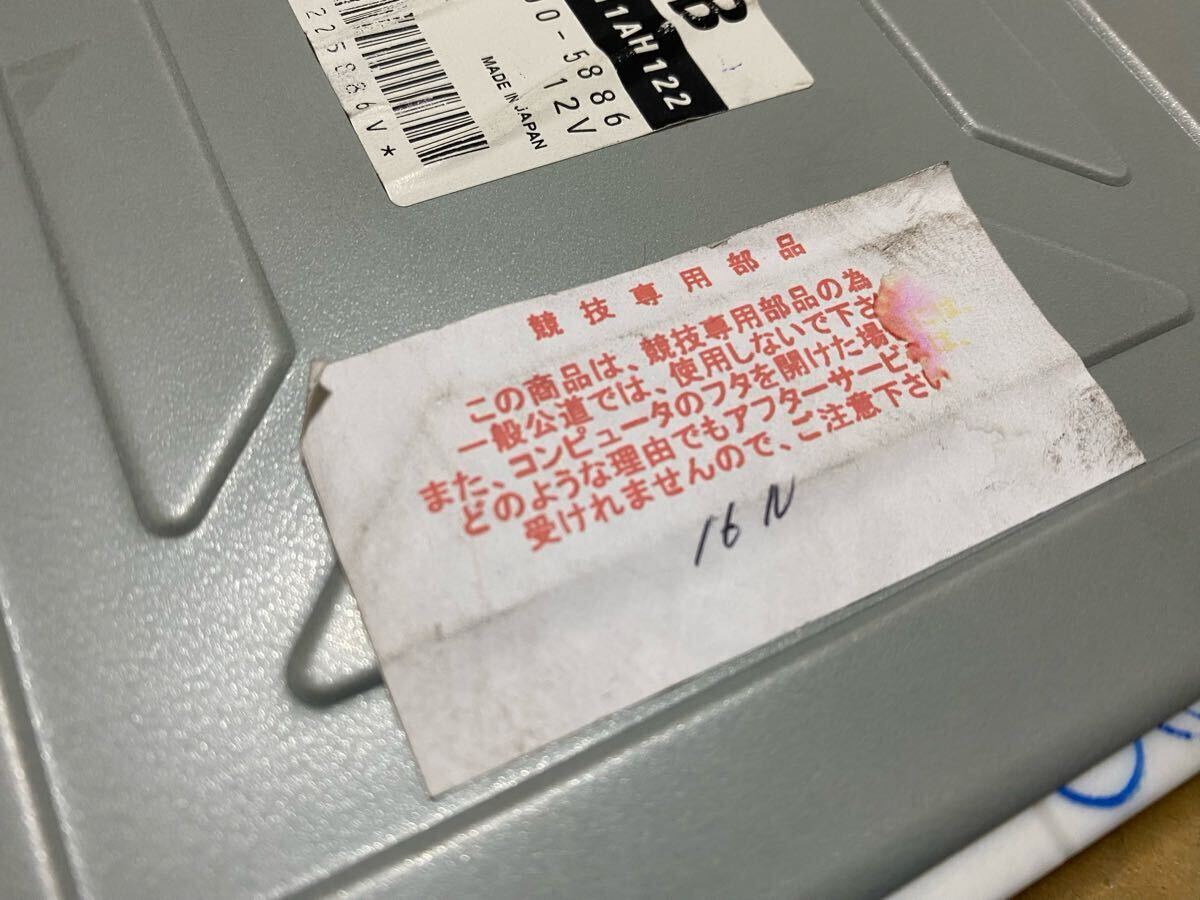 B
11AH122
00-5886
12V
MADE IN JAPAN
225886V*
競技専用部品
この商品は、競技専用部品の為
一般公道では、使用しないで下さ
また、コンピュータのフタを開けた場
どのような理由でもアフターサービ
受けれませんので、ご注意下さ
16 N